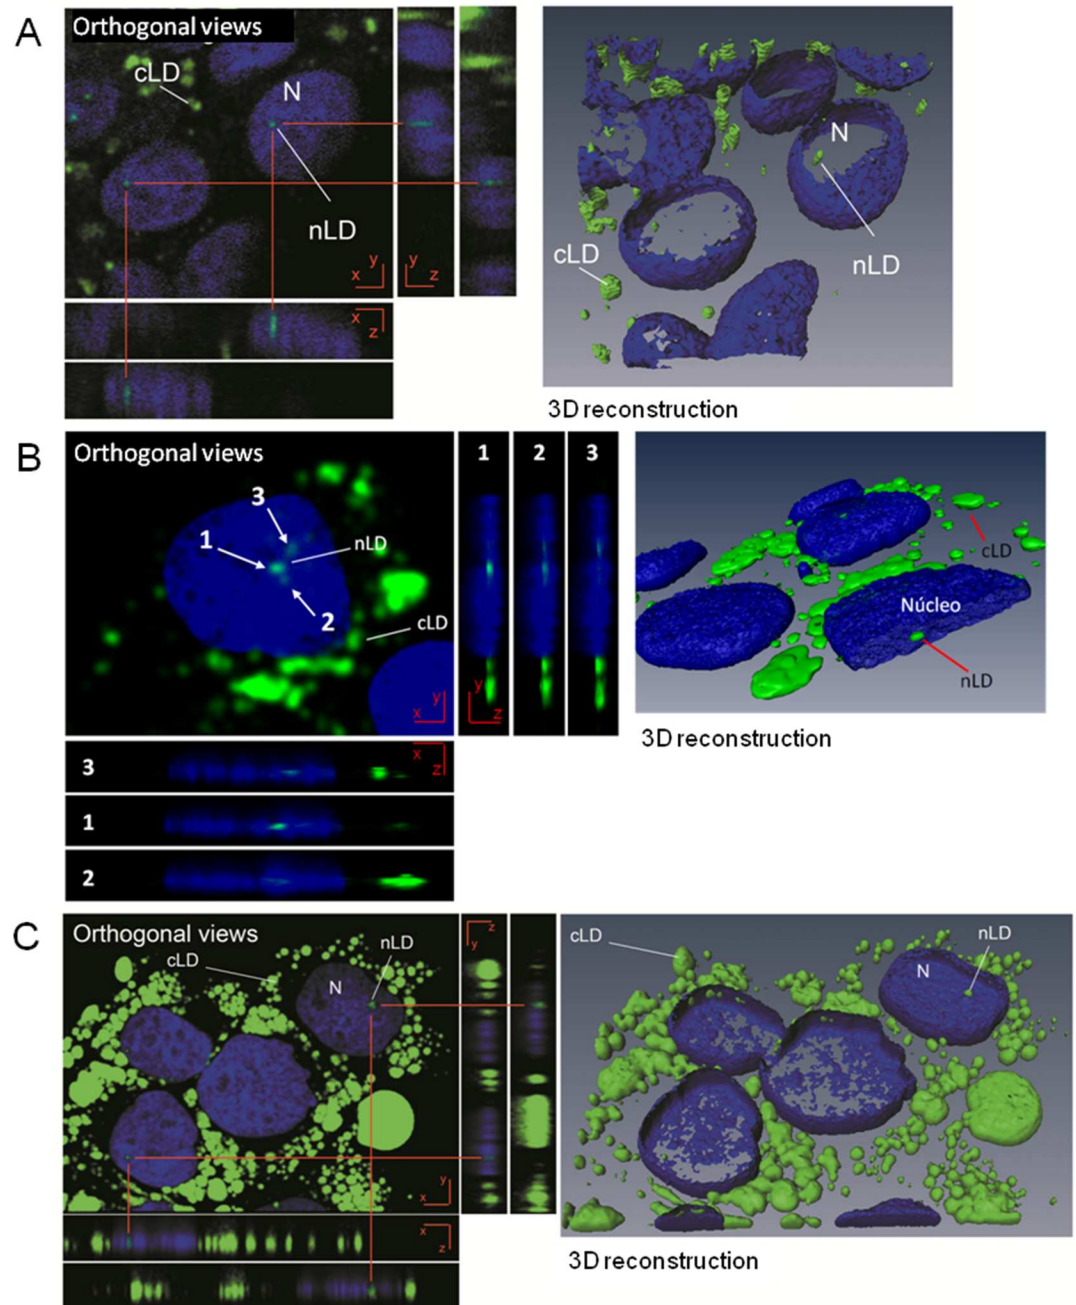 A
Orthogonal views
cLD
N
nLD
x y
y z
x z
N
cLD
nLD
3D reconstruction
B
Orthogonal views
3
1
nLD
2
cLD
x y
1 2 3
y z
cLD
Núcleo
nLD
3D reconstruction
3
x z
1
2
C
Orthogonal views
nLD
cLD
N
x y
z y
x z
cLD
nLD
N
3D reconstruction